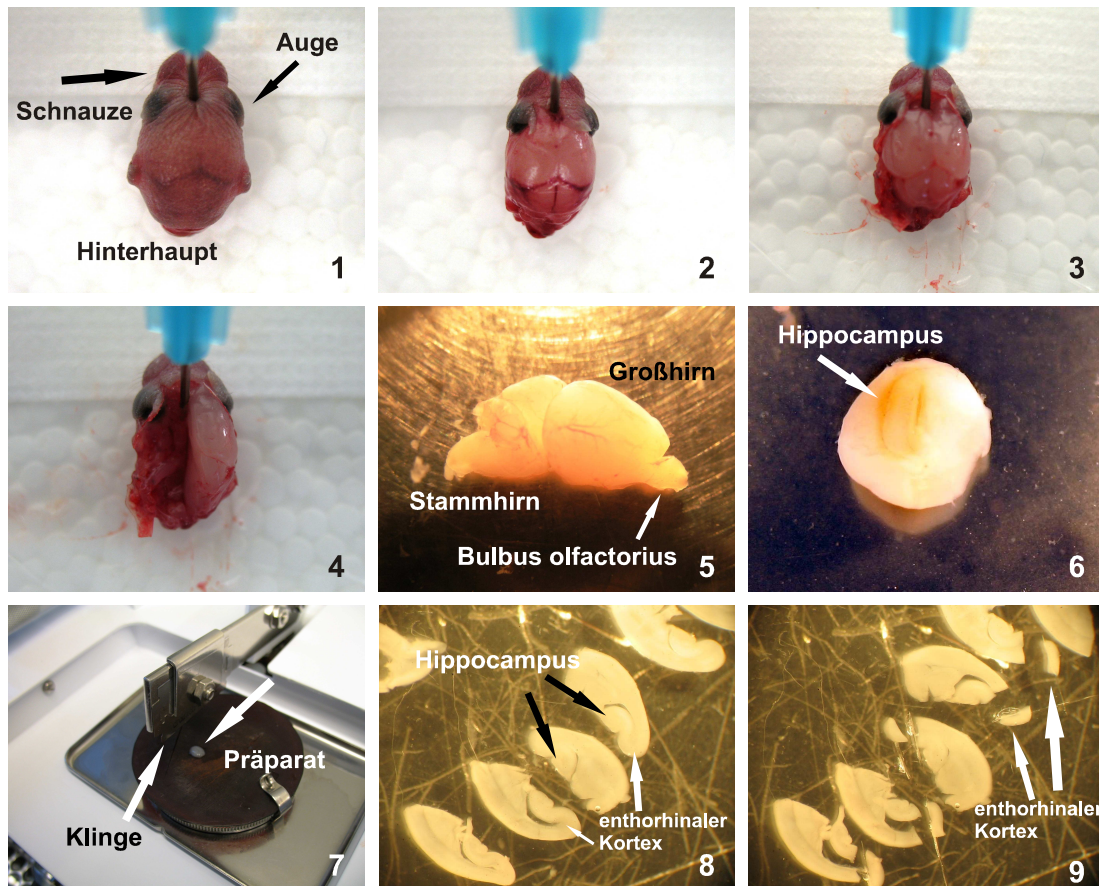 Auge
Schnauze
Hinterhaupt
1
2
3
4
Großhirn
Stammhirn
Bulbus olfactorius
5
Hippocampus
6
Präparat
Klinge
7
Hippocampus
enthorhinaler
Kortex
8
enthorhinaler
Kortex
9